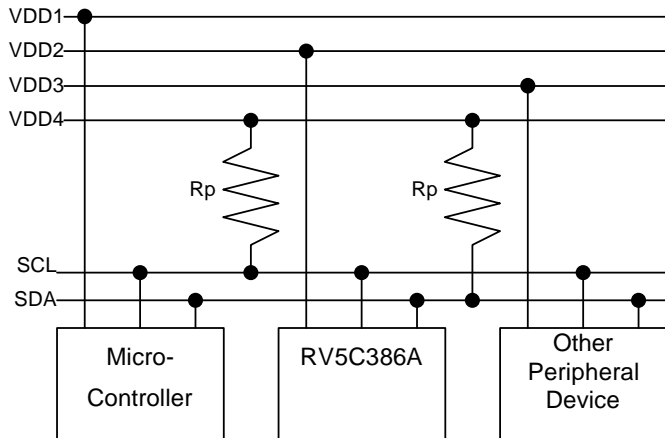 VDD1
VDD2
VDD3
VDD4
Rp
Rp
SCL
SDA
Micro-
Controller
RV5C386A
Other
Peripheral
Device